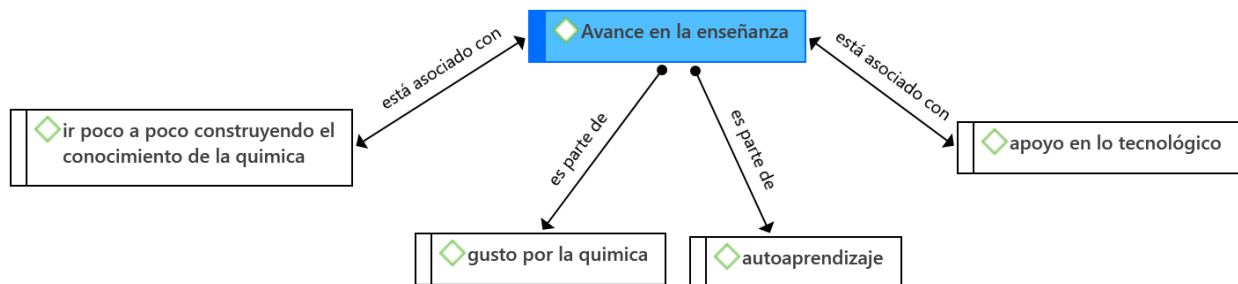 Avance en la enseñanza
está asociado con
está asociado con
ir poco a poco construyendo el
conocimiento de la quimica
apoyo en lo tecnológico
es parte de
es parte de
gusto por la quimica
autoaprendizaje